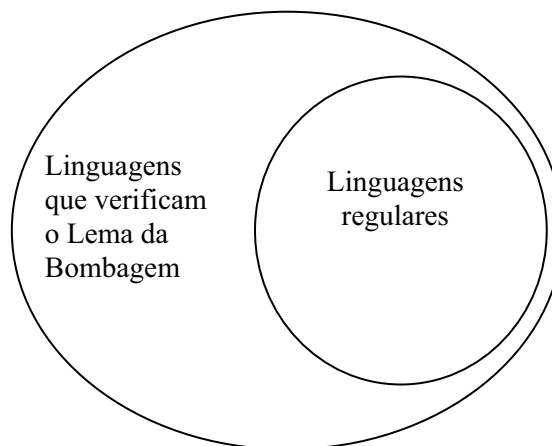 Linguagens
que verificam
o Lema da
Bombagem
Linguagens
regulares